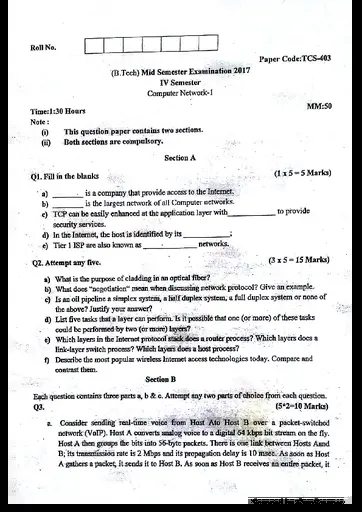 Roll No.
Paper Code:TCS-403
(B.Tech) Mid Semester Examination 2017
IV Semester
Computer Network-I
MM:50
Time:1:30 Hours
Note :
(i) This question paper contains two sections.
(ii) Both sections are compulsory.
Section A
Q1. Fill in the blanks (1 x 5 = 5 Marks)
a) ________ is a company that provide access to the Internet.
b) ________ is the largest network of all Computer networks.
c) TCP can be easily enhanced at the application layer with____________ to provide
security services.
d) In the Internet, the host is identified by its ____________;
e) Tier 1 ISP are also known as ______________ networks.
Q2. Attempt any five. (3 x 5 = 15 Marks)
a) What is the purpose of cladding in an optical fiber?
b) What does "negotiation" mean when discussing network protocol? Give an example.
c) Is an oil pipeline a simplex system, a half duplex system, a full duplex system or none of
the above? Justify your answer?
d) List five tasks that a layer can perform. Is it possible that one (or more) of these tasks
could be performed by two (or more) layers?
e) Which layers in the Internet protocol stack does a router process? Which layers does a
link-layer switch process? Which layers does a host process?
f) Describe the most popular wireless Internet access technologies today. Compare and
contrast them.
Section B
Each question contains three parts a, b & c. Attempt any two parts of choice from each question.
Q3. (5*2=10 Marks)
a. Consider sending real-time voice from Host Ato Host B over a packet-switched
network (VoIP). Host A converts analog voice to a digital 64 kbps bit stream on the fly.
Host A then groups the bits into 56-byte packets. There is one link between Hosts Aand
B; its transmission rate is 2 Mbps and its propagation delay is 10 msec. As soon as Host
A gathers a packet, it sends it to Host B. As soon as Host B receives an entire packet, it